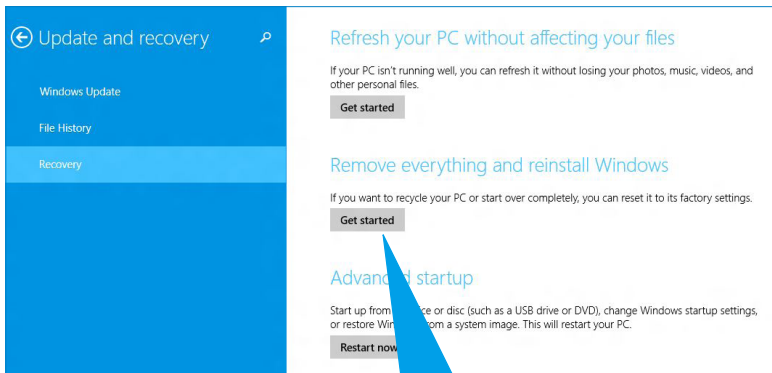 Update and recovery
Windows Update
File History
Recovery
Refresh your PC without affecting your files
If your PC isn't running well, you can refresh it without losing your photos, music, videos, and
other personal files.
Get started
Remove everything and reinstall Windows
If you want to recycle your PC or start over completely, you can reset it to its factory settings.
Get started
Advanced startup
Start up from ce or disc (such as a USB drive or DVD), change Windows startup settings,
or restore Win om a system image. This will restart your PC.
Restart now